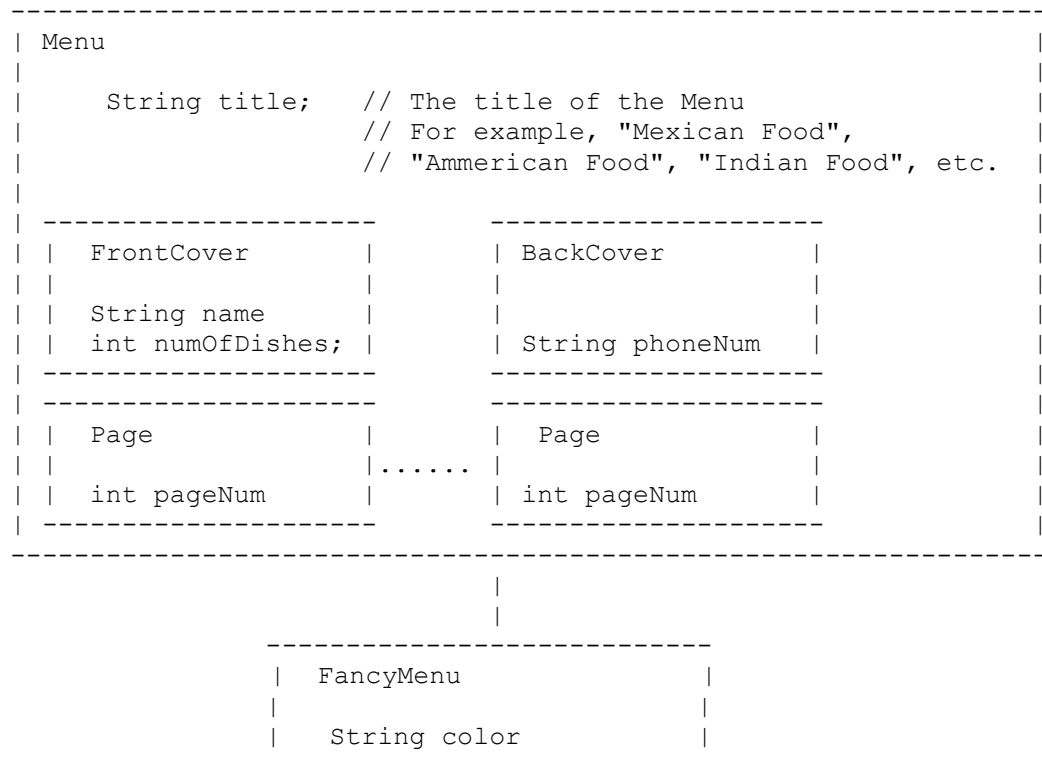 Menu
String title; // The title of the Menu
// For example, "Mexican Food",
// "Ammerican Food", "Indian Food", etc.
FrontCover BackCover
String name
int numOfDishes; String phoneNum
Page Page
......
int pageNum int pageNum
FancyMenu
String color